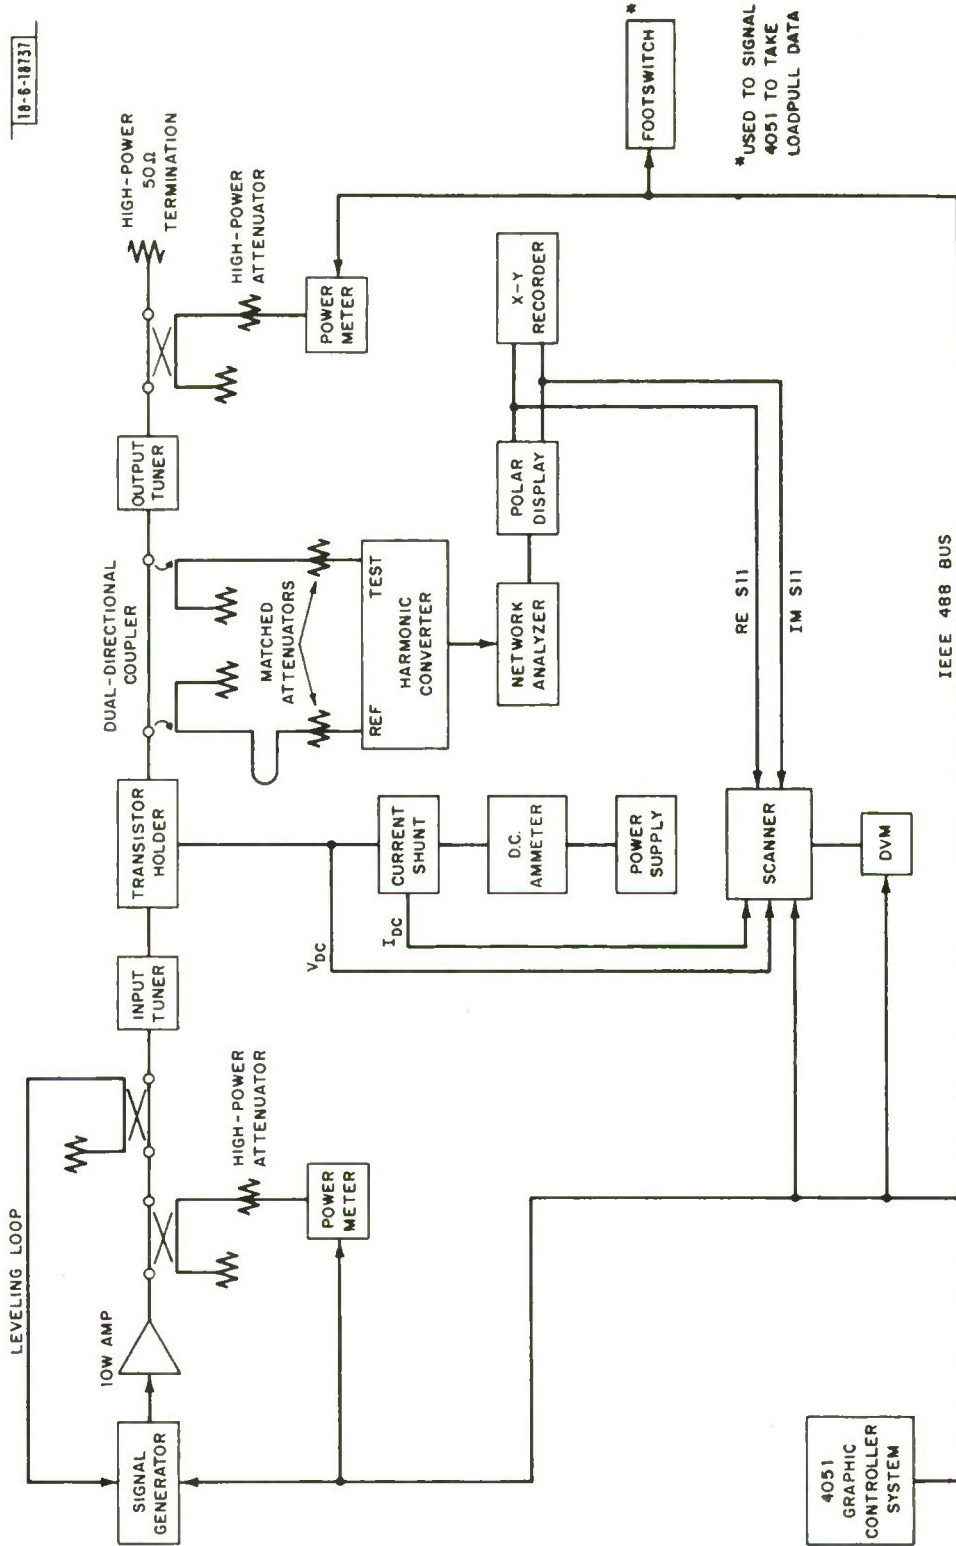 18-6-18737
LEVELING LOOP
SIGNAL
GENERATOR
10W AMP
HIGH-POWER
ATTENUATOR
POWER
METER
INPUT
TUNER
TRANSISTOR
HOLDER
DUAL-DIRECTIONAL
COUPLER
OUTPUT
TUNER
HIGH-POWER
50Ω
TERMINATION
HIGH-POWER
ATTENUATOR
POWER
METER
MATCHED
ATTENUATORS
REF
TEST
HARMONIC
CONVERTER
NETWORK
ANALYZER
POLAR
DISPLAY
X-Y
RECORDER
VDC
IDC
CURRENT
SHUNT
D.C.
AMMETER
POWER
SUPPLY
SCANNER
DVM
RE S11
IM S11
FOOTSWITCH
*
*USED TO SIGNAL
4051 TO TAKE
LOADPULL DATA
4051
GRAPHIC
CONTROLLER
SYSTEM
IEEE 488 BUS